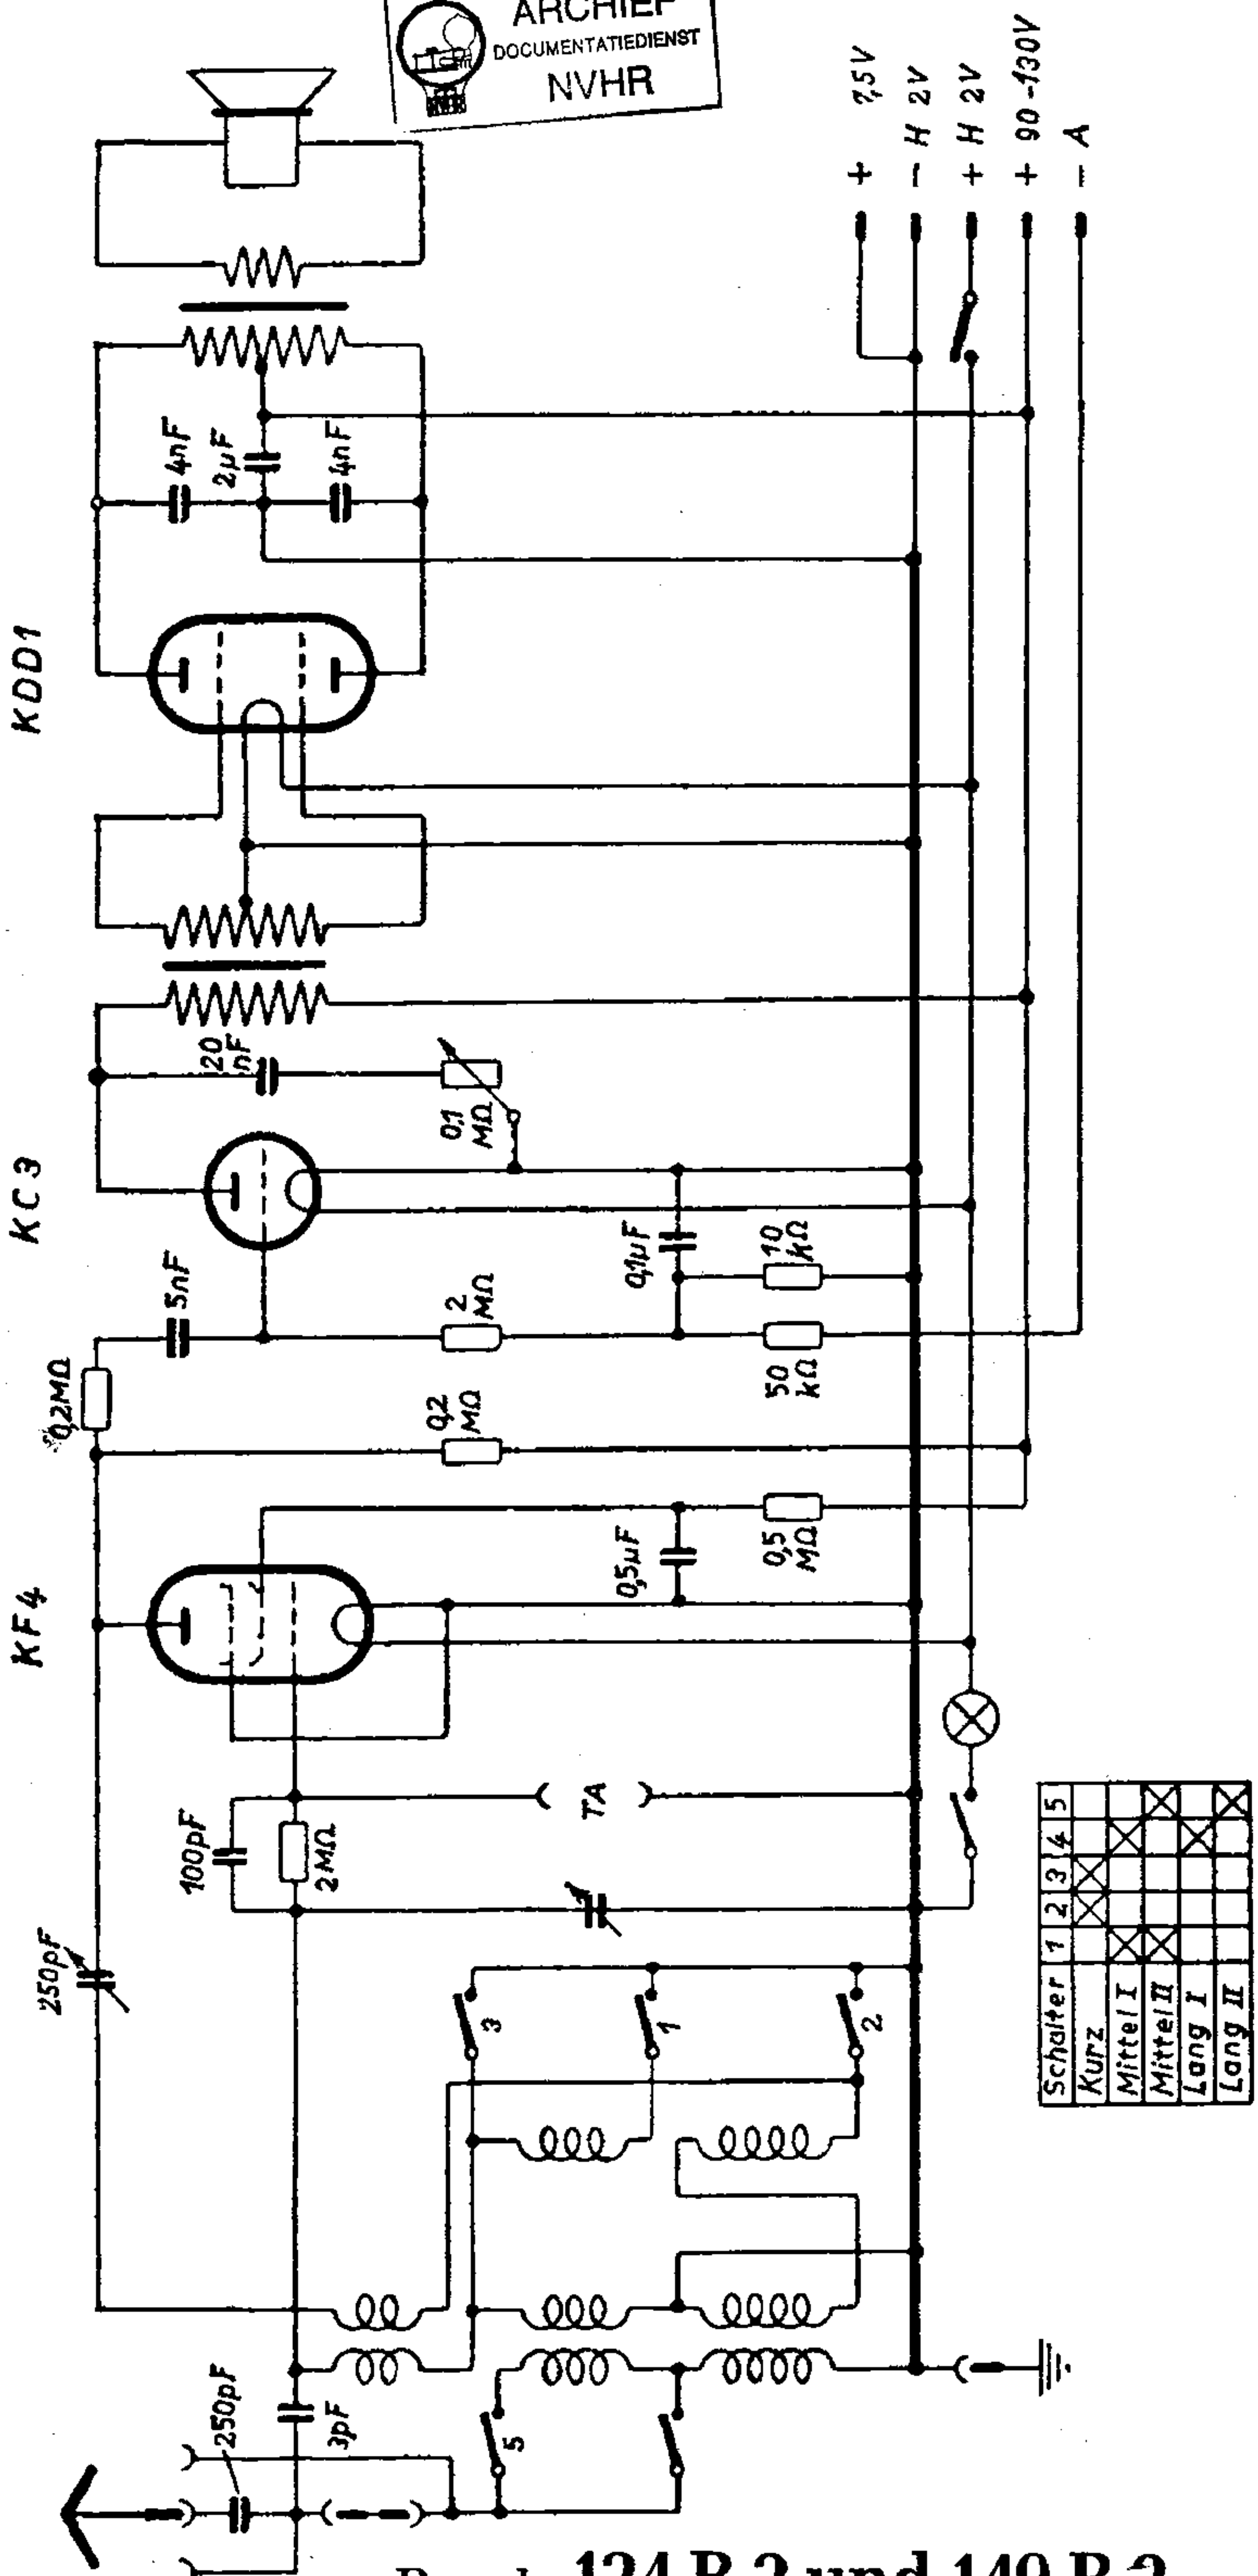 ARCHIEF
DOCUMENTATIEDIENST
NVHR
KF4
KC3
KDD1
250pF
250pF
3pF
100pF
2MΩ
TA
0,2MΩ
0,2
MΩ
0,5µF
0,5
MΩ
5nF
2
MΩ
50
kΩ
0,1µF
10
kΩ
20
nF
0,1
MΩ
4nF
2µF
4nF
+ 7,5V
- H 2V
+ H 2V
+ 90-130V
- A
3
1
2
5
Schalter 1 2 3 4 5
Kurz
Mittel I
Mittel II
Lang I
Lang II
124 B 2 und 149 B 2